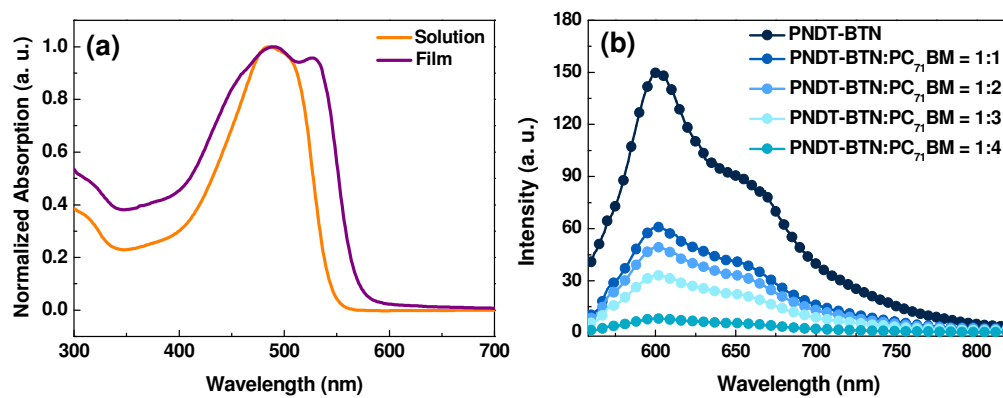 (a)
Solution
Film
Normalized Absorption (a. u.)
1.0
0.8
0.6
0.4
0.2
0.0
300
400
500
600
700
Wavelength (nm)
(b)
PNDT-BTN
PNDT-BTN:PC₇₁BM = 1:1
PNDT-BTN:PC₇₁BM = 1:2
PNDT-BTN:PC₇₁BM = 1:3
PNDT-BTN:PC₇₁BM = 1:4
Intensity (a. u.)
180
150
120
90
60
30
0
600
650
700
750
800
Wavelength (nm)